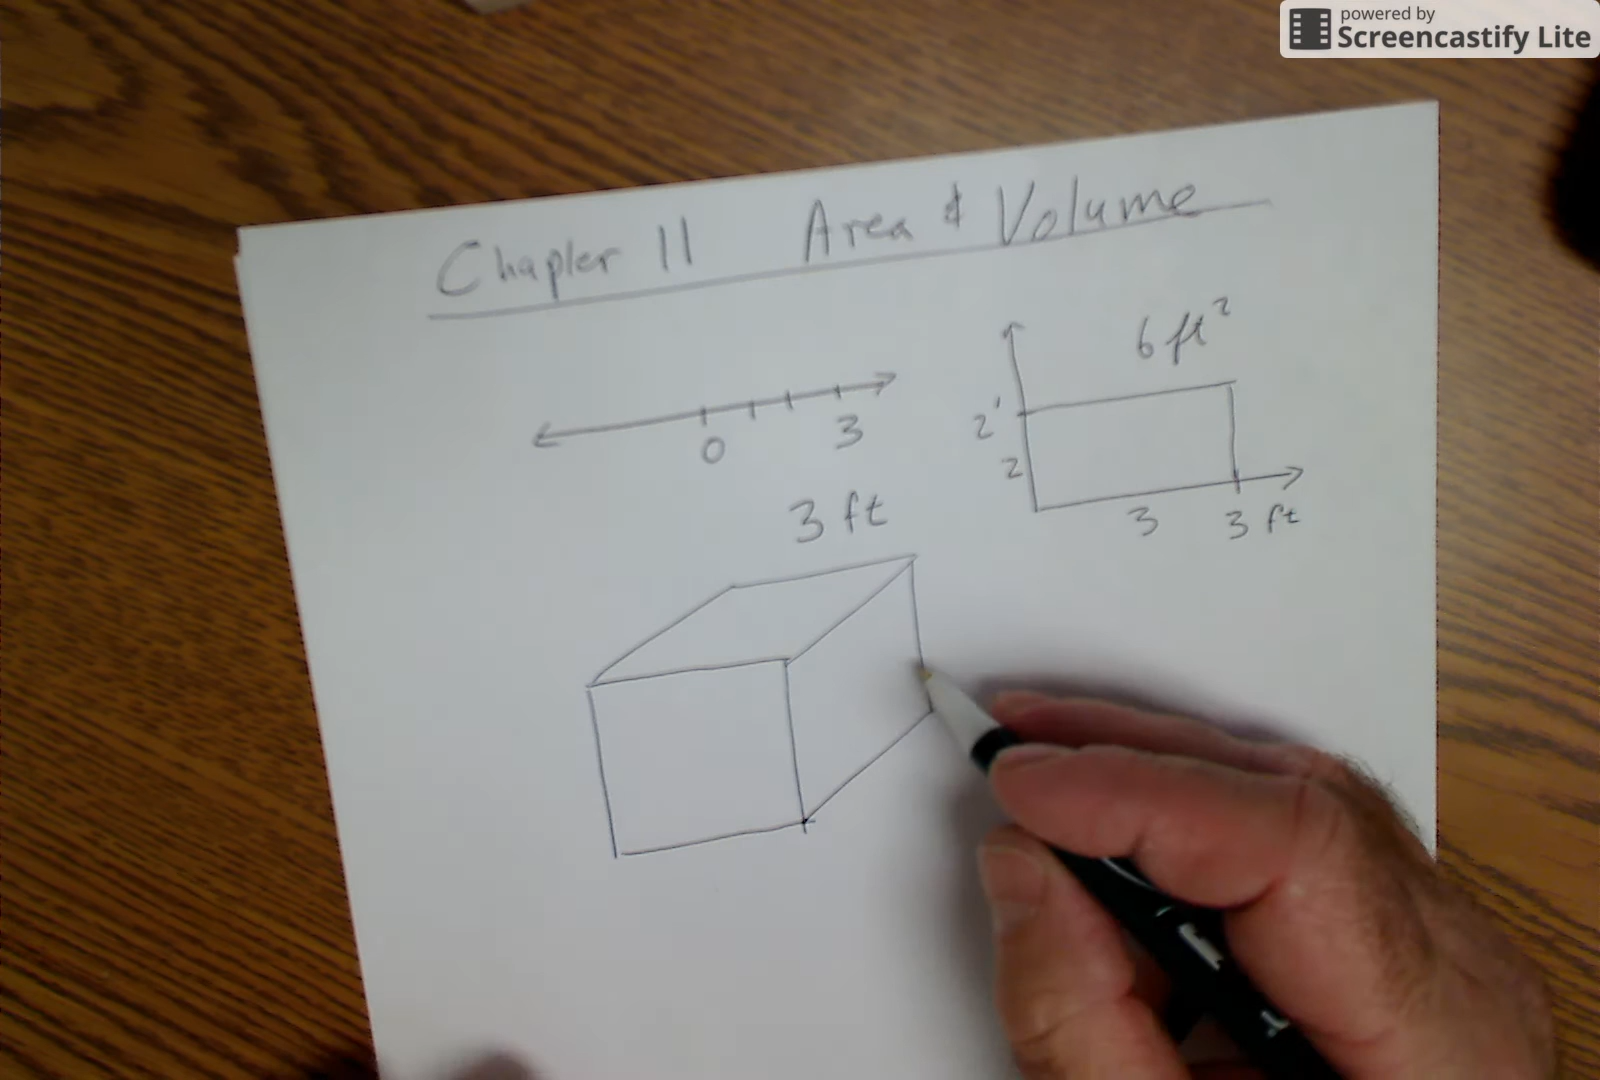 powered by
Screencastify Lite
Chapter 11 Area & Volume
6 ft²
2'
0 3
2
3 ft
3 3 ft